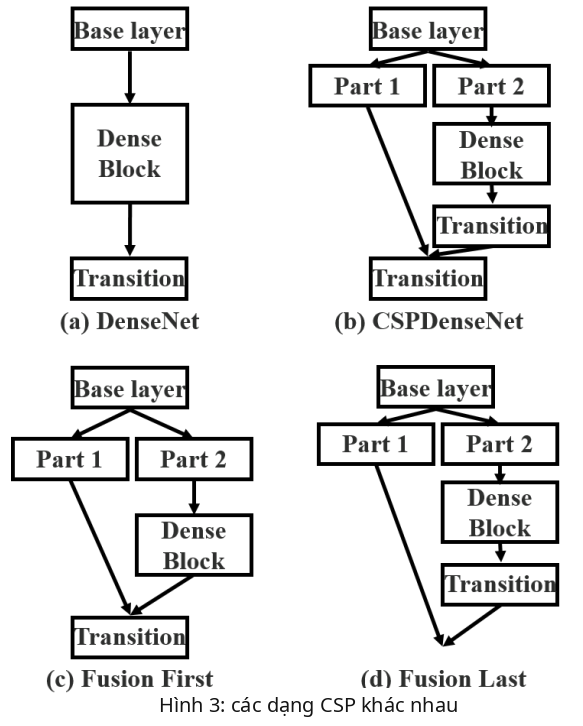 Base layer
Dense
Block
Transition
(a) DenseNet
Base layer
Part 1 Part 2
Dense
Block
Transition
Transition
(b) CSPDenseNet
Base layer
Part 1 Part 2
Dense
Block
Transition
(c) Fusion First
Base layer
Part 1 Part 2
Dense
Block
Transition
(d) Fusion Last
Hình 3: các dạng CSP khác nhau